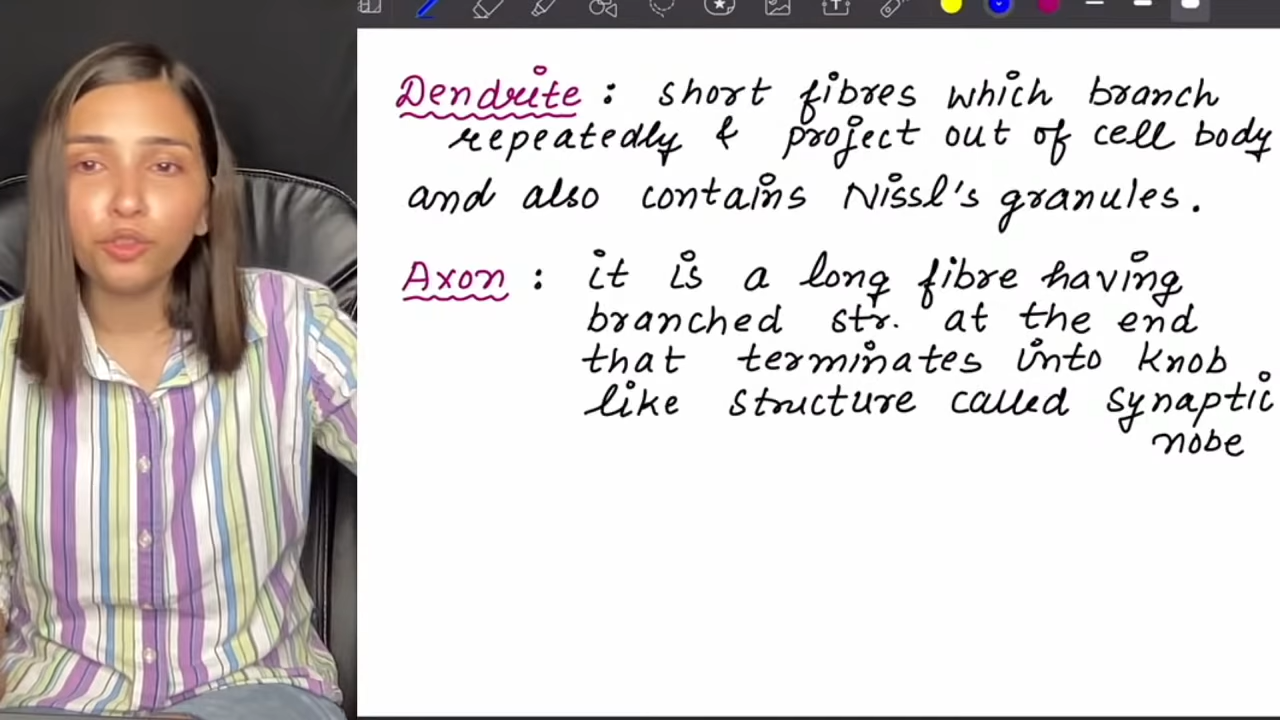 Dendrite : short fibres which branch
repeatedly & project out of cell body
and also contains Nissl's granules.
Axon : it is a long fibre having
branched str. at the end
that terminates into knob
like structure called synaptic
nobe